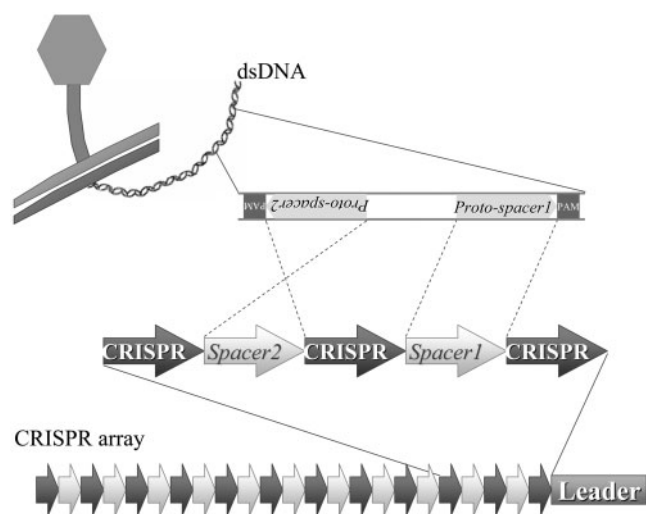 dsDNA
PAM Proto-spacer2 Proto-spacer1 PAM
CRISPR Spacer2 CRISPR Spacer1 CRISPR
CRISPR array
Leader